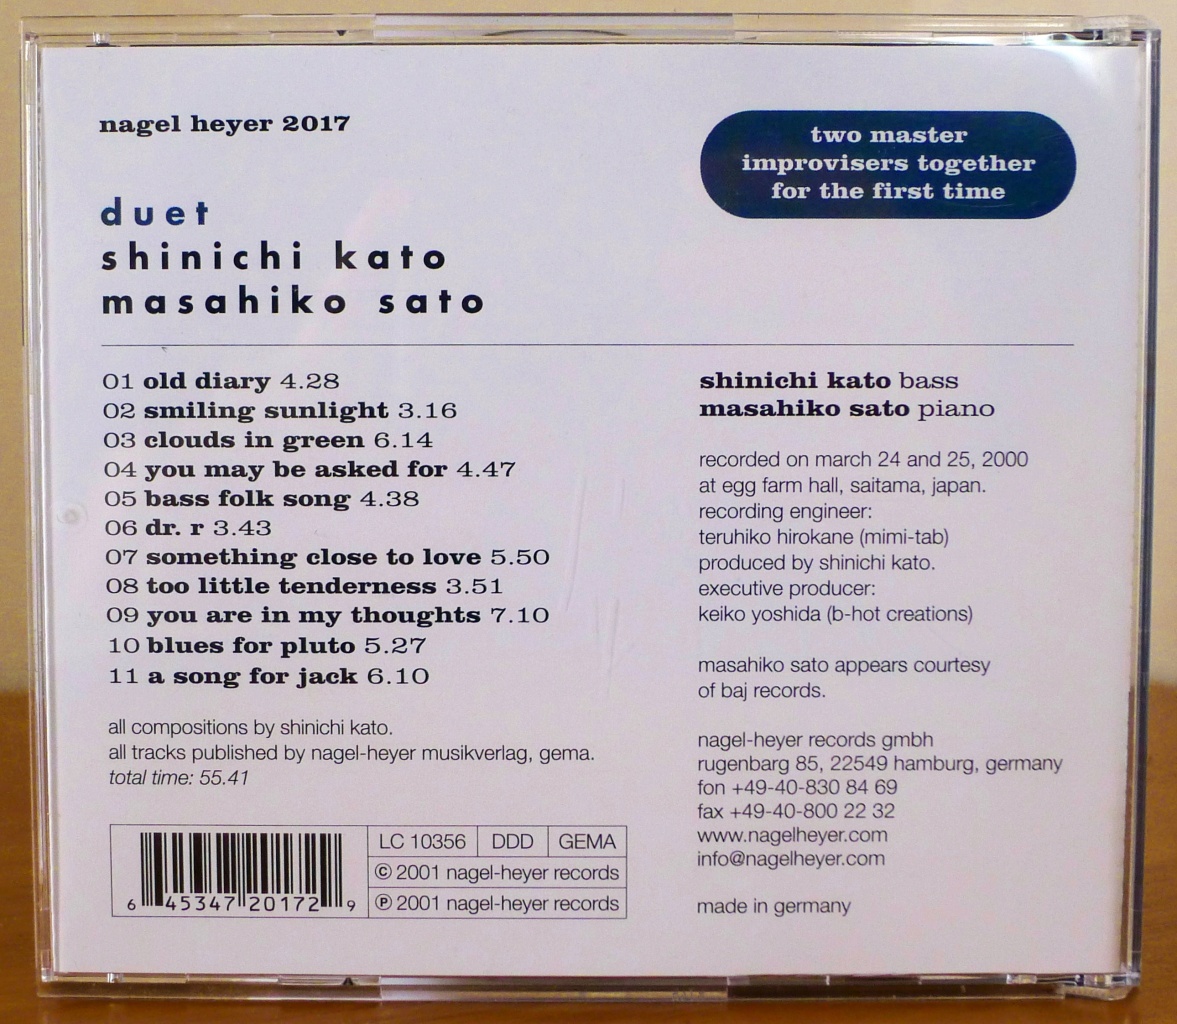 nagel heyer 2017
two master
improvisers together
for the first time
duet
shinichi kato
masahiko sato
01 old diary 4.28
02 smiling sunlight 3.16
03 clouds in green 6.14
04 you may be asked for 4.47
05 bass folk song 4.38
06 dr. r 3.43
07 something close to love 5.50
08 too little tenderness 3.51
09 you are in my thoughts 7.10
10 blues for pluto 5.27
11 a song for jack 6.10
all compositions by shinichi kato.
all tracks published by nagel-heyer musikverlag, gema.
total time: 55.41
6 45347 20172 9
LC 10356 DDD GEMA
© 2001 nagel-heyer records
℗ 2001 nagel-heyer records
shinichi kato bass
masahiko sato piano
recorded on march 24 and 25, 2000
at egg farm hall, saitama, japan.
recording engineer:
teruhiko hirokane (mimi-tab)
produced by shinichi kato.
executive producer:
keiko yoshida (b-hot creations)
masahiko sato appears courtesy
of baj records.
nagel-heyer records gmbh
rugenbarg 85, 22549 hamburg, germany
fon +49-40-830 84 69
fax +49-40-800 22 32
www.nagelheyer.com
info@nagelheyer.com
made in germany